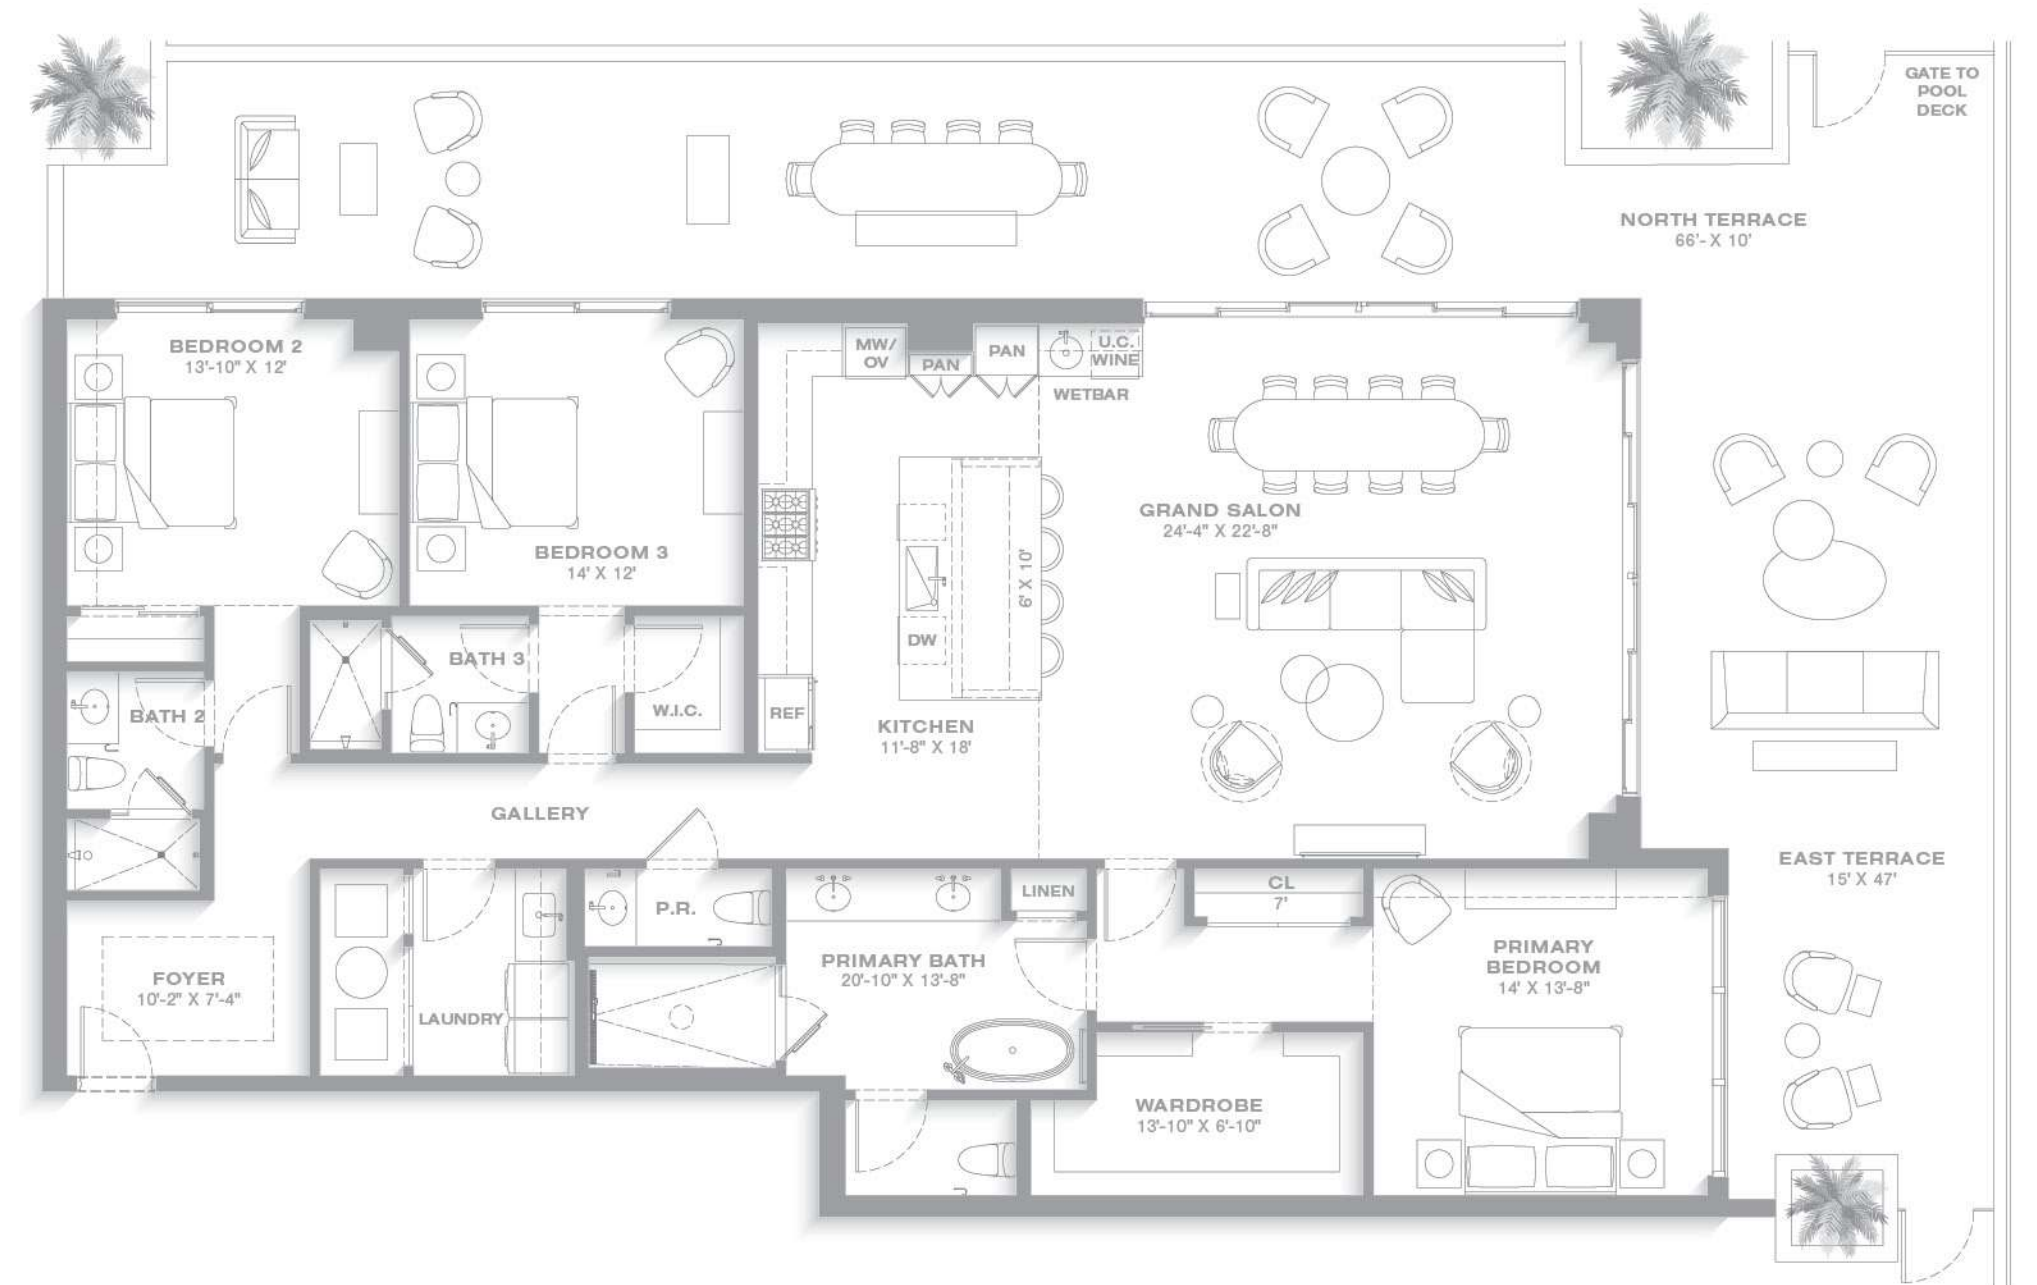 GATE TO
POOL
DECK
NORTH TERRACE
66'- X 10'
BEDROOM 2
13'-10" X 12'
MW/
OV
PAN
PAN
U.C.
WINE
WETBAR
GRAND SALON
24'-4" X 22'-8"
BEDROOM 3
14' X 12'
6' X 10'
DW
BATH 3
BATH 2
W.I.C.
REF
KITCHEN
11'-8" X 18'
GALLERY
EAST TERRACE
15' X 47'
LINEN
CL
7'
P.R.
PRIMARY BATH
20'-10" X 13'-8"
PRIMARY
BEDROOM
14' X 13'-8"
FOYER
10'-2" X 7'-4"
LAUNDRY
WARDROBE
13'-10" X 6'-10"